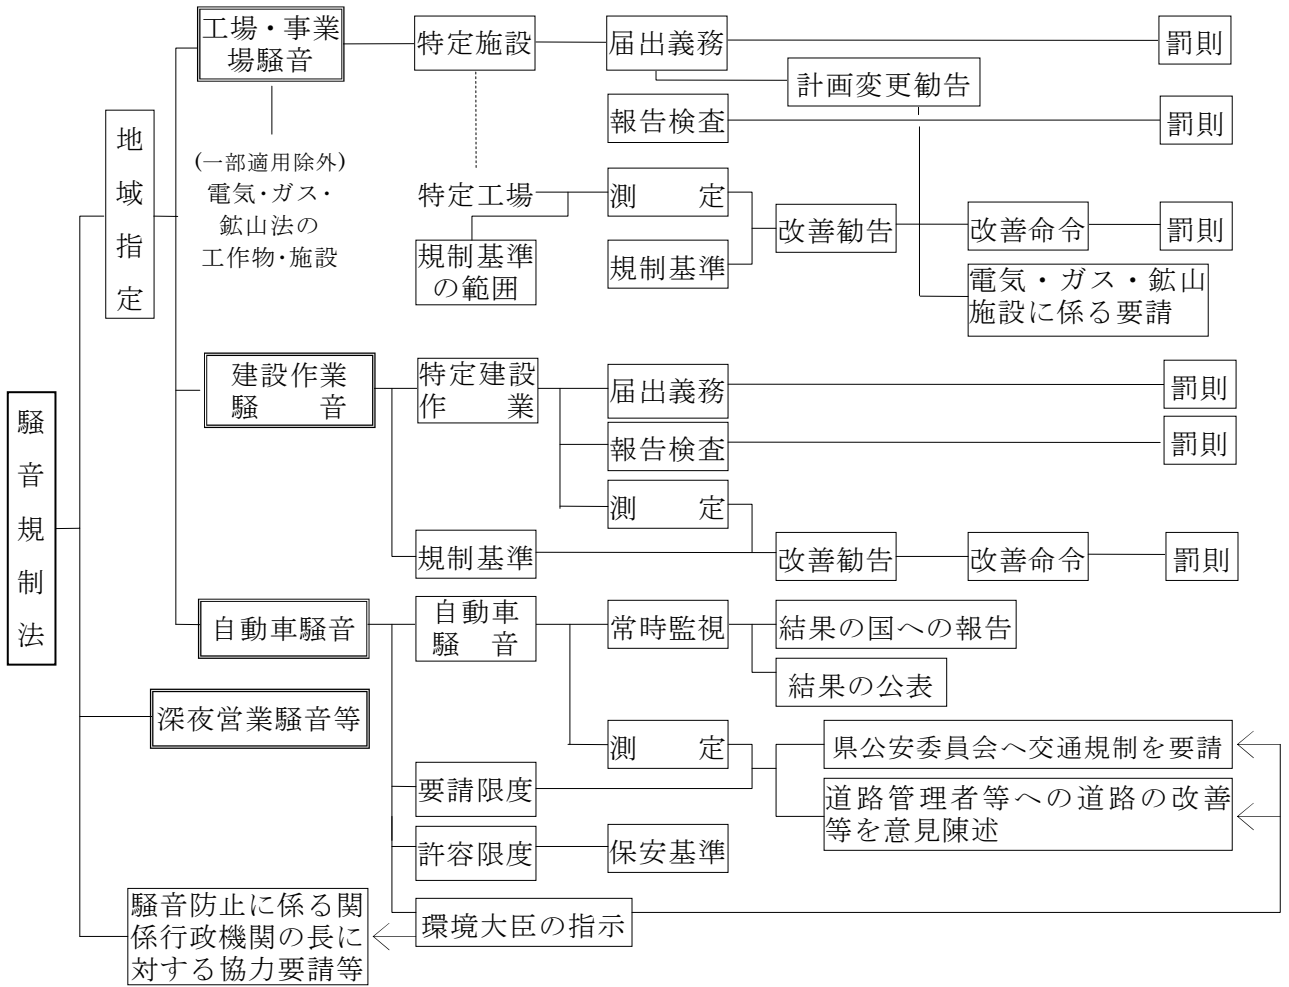 騒音規制法
地域指定
工場・事業
場騒音
(一部適用除外)
電気・ガス・
鉱山法の
工作物・施設
特定施設
届出義務
罰則
計画変更勧告
報告検査
罰則
特定工場
規制基準
の範囲
測　定
規制基準
改善勧告
改善命令
罰則
電気・ガス・鉱山
施設に係る要請
建設作業
騒　音
特定建設
作　業
届出義務
罰則
報告検査
罰則
測　定
規制基準
改善勧告
改善命令
罰則
自動車騒音
自動車
騒　音
常時監視
結果の国への報告
結果の公表
測　定
要請限度
県公安委員会へ交通規制を要請
道路管理者等への道路の改善
等を意見陳述
許容限度
保安基準
環境大臣の指示
深夜営業騒音等
騒音防止に係る関
係行政機関の長に
対する協力要請等